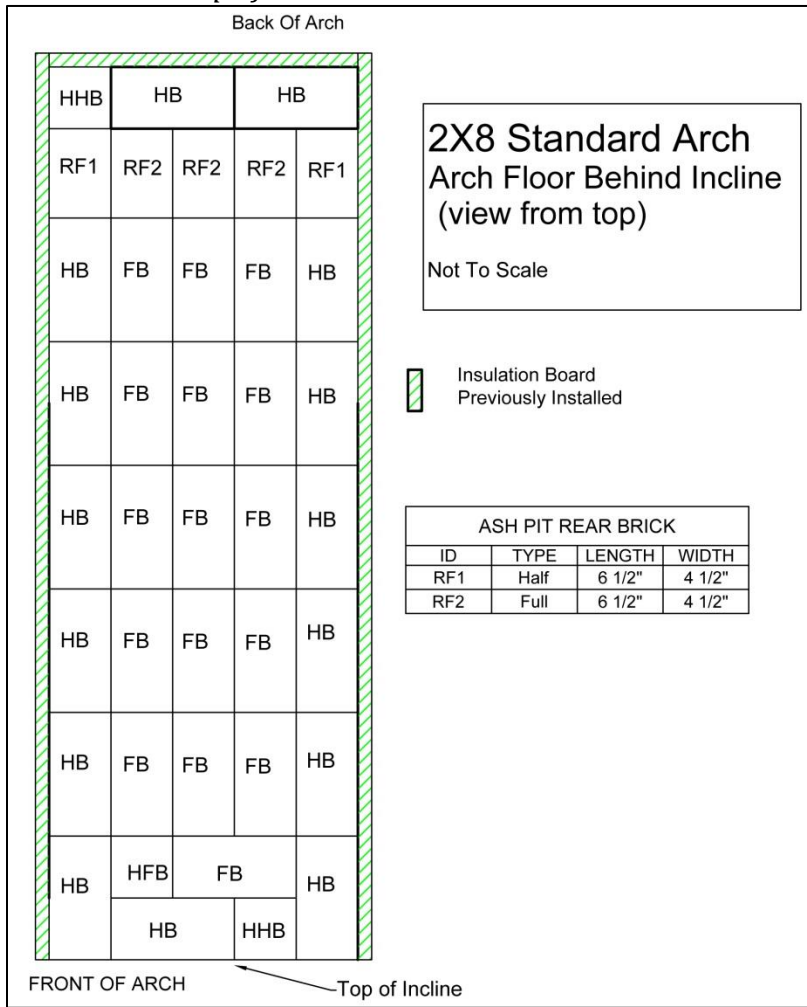 Back Of Arch
HHB HB HB
RF1 RF2 RF2 RF2 RF1
HB FB FB FB HB
HB FB FB FB HB
HB FB FB FB HB
HB FB FB FB HB
HB FB FB FB HB
HB HFB FB HB
HB HHB
FRONT OF ARCH
Top of Incline
2X8 Standard Arch
Arch Floor Behind Incline
(view from top)
Not To Scale
Insulation Board
Previously Installed
ASH PIT REAR BRICK
ID TYPE LENGTH WIDTH
RF1 Half 6 1/2" 4 1/2"
RF2 Full 6 1/2" 4 1/2"